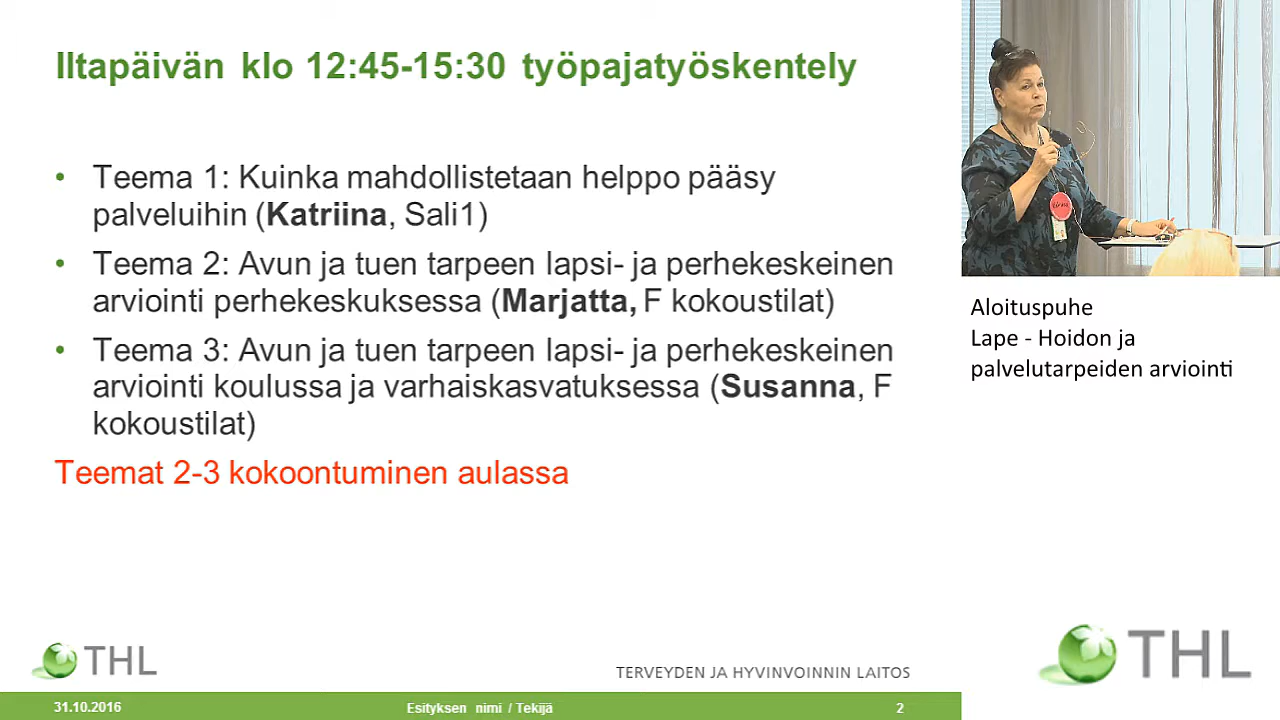 Iltapäivän klo 12:45-15:30 työpajatyöskentely
• Teema 1: Kuinka mahdollistetaan helppo pääsy
palveluihin (Katriina, Sali1)
• Teema 2: Avun ja tuen tarpeen lapsi- ja perhekeskeinen
arviointi perhekeskuksessa (Marjatta, F kokoustilat)
• Teema 3: Avun ja tuen tarpeen lapsi- ja perhekeskeinen
arviointi koulussa ja varhaiskasvatuksessa (Susanna, F
kokoustilat)
Teemat 2-3 kokoontuminen aulassa
Aloituspuhe
Lape - Hoidon ja
palvelutarpeiden arviointi
THL
TERVEYDEN JA HYVINVOINNIN LAITOS
THL
31.10.2016
Esityksen nimi / Tekijä
2